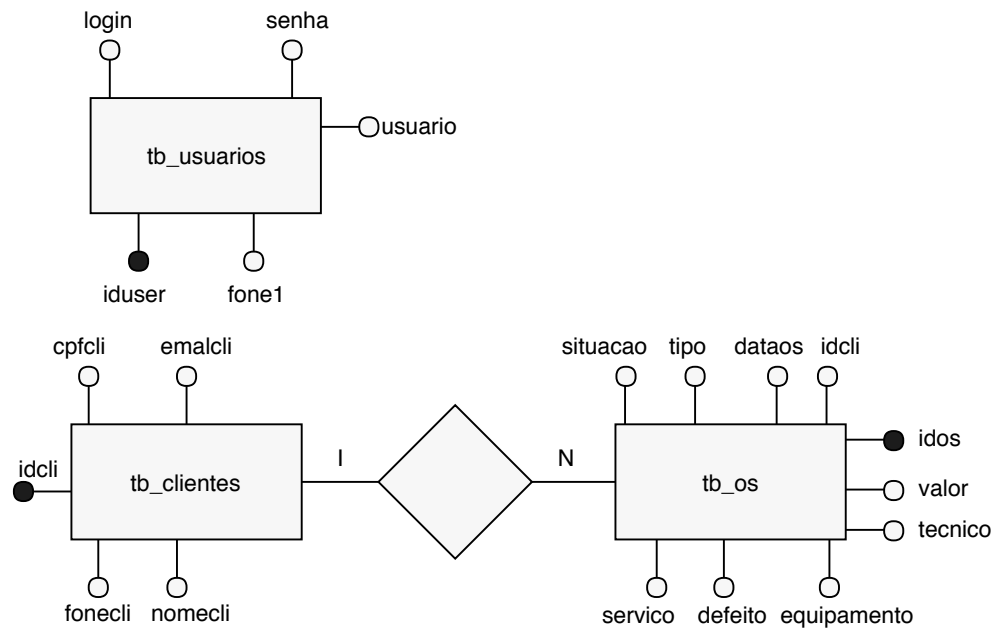 login senha
usuario
tb_usuarios
iduser fone1
cpfcli emalcli situacao tipo dataos idcli
idos
I N
idcli
tb_clientes tb_os
valor
tecnico
fonecli nomecli servico defeito equipamento